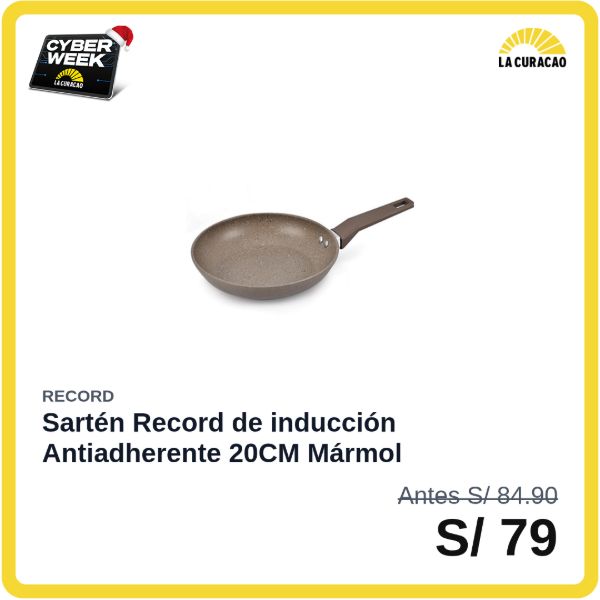 CYBER
WEEK
LA CURACAO
LA CURACAO
RECORD
Sartén Record de inducción
Antiadherente 20CM Mármol
Antes S/ 84.90
S/ 79